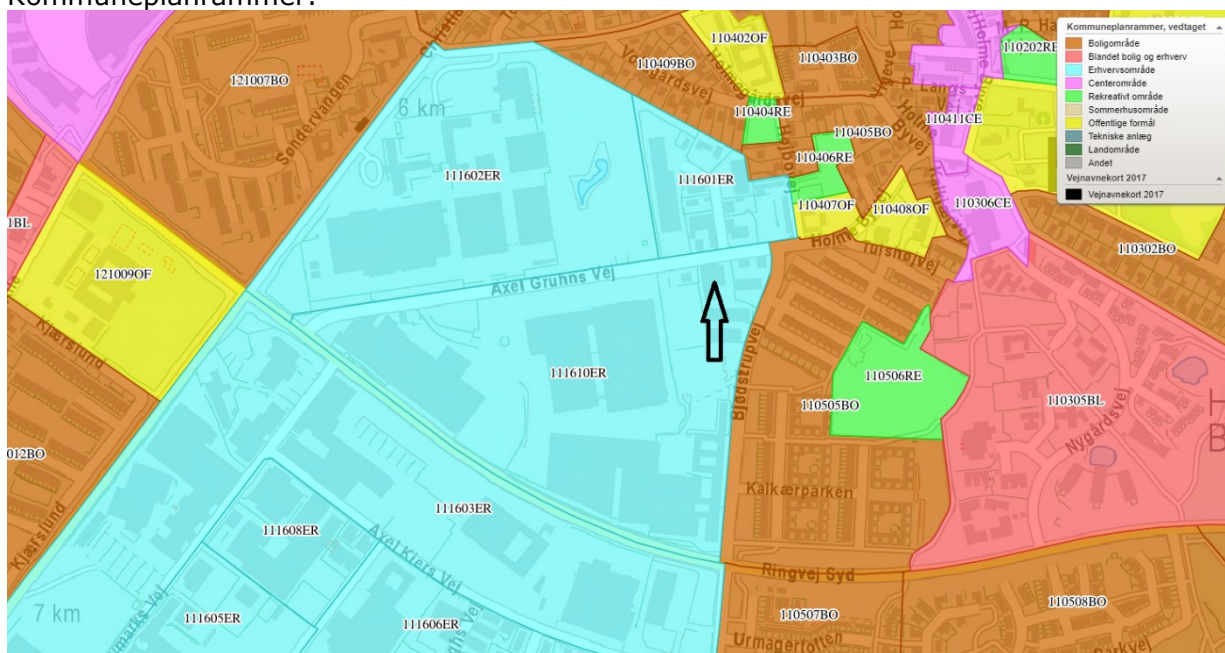 Kommuneplanrammer:
Kommuneplanrammer, vedtaget
Boligområde
Blandet bolig og erhverv
Erhvervsområde
Centerområde
Rekreativt område
Sommerhusområde
Offentlige formål
Tekniske anlæg
Landområde
Andet
Vejnavnekort 2017
Vejnavnekort 2017
110402OF
110403BO
110202RE
110409BO
121007BO
6 km
Søndervangen
110404RE
110405BO
110411CE
110406RE
111602ER
111601ER
110407OF
110408OF
110306CE
110302BO
1BL
121009OF
Axel Gruhns Vej
Kjærslund
111610ER
Bjødstrupvej
110506RE
110505BO
110305BL
Nygårdsvej
012BO
Kalkærparken
111603ER
111608ER
Axel Kiers Vej
Kjærslund
Ringvej Syd
7 km
111605ER
111606ER
110507BO
110508BO
Urmagertoften